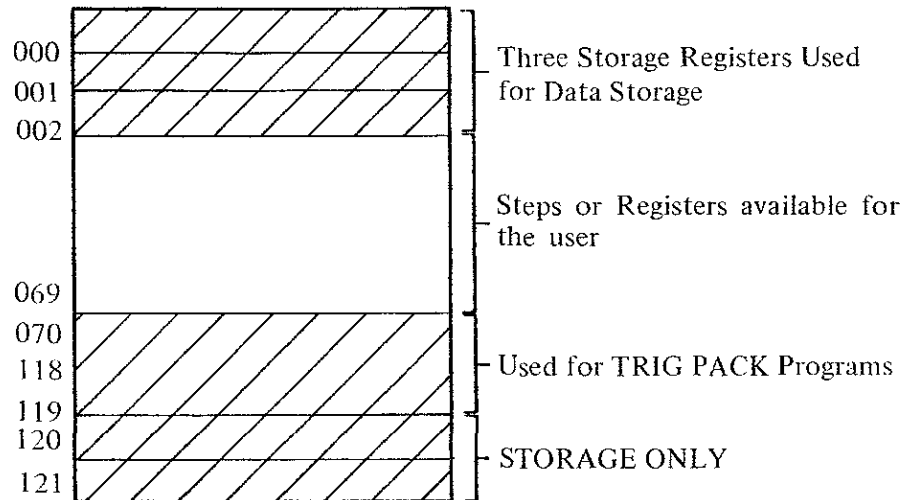 000
001
002
Three Storage Registers Used
for Data Storage
Steps or Registers available for
the user
069
070
118
119
Used for TRIG PACK Programs
120
121
STORAGE ONLY